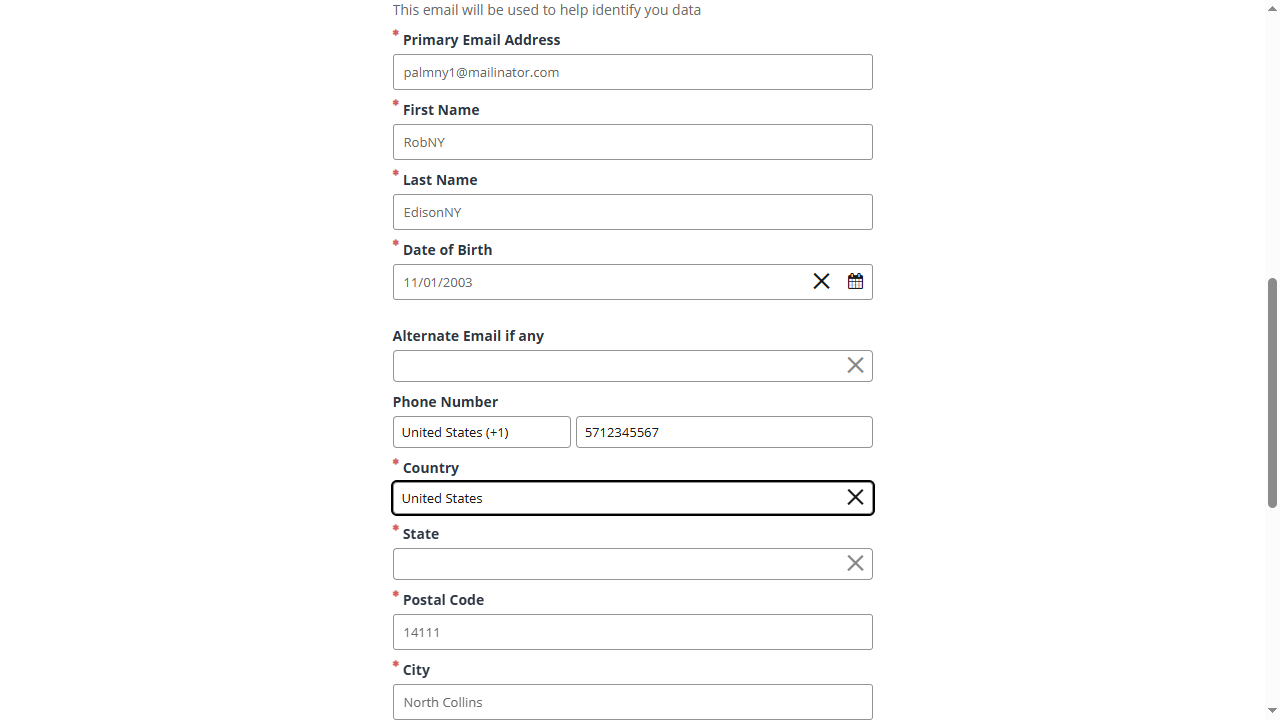 This email will be used to help identify you data
* Primary Email Address
palmny1@mailinator.com
* First Name
RobNY
* Last Name
EdisonNY
* Date of Birth
11/01/2003
Alternate Email if any
Phone Number
United States (+1) 5712345567
* Country
United States
* State
* Postal Code
14111
* City
North Collins